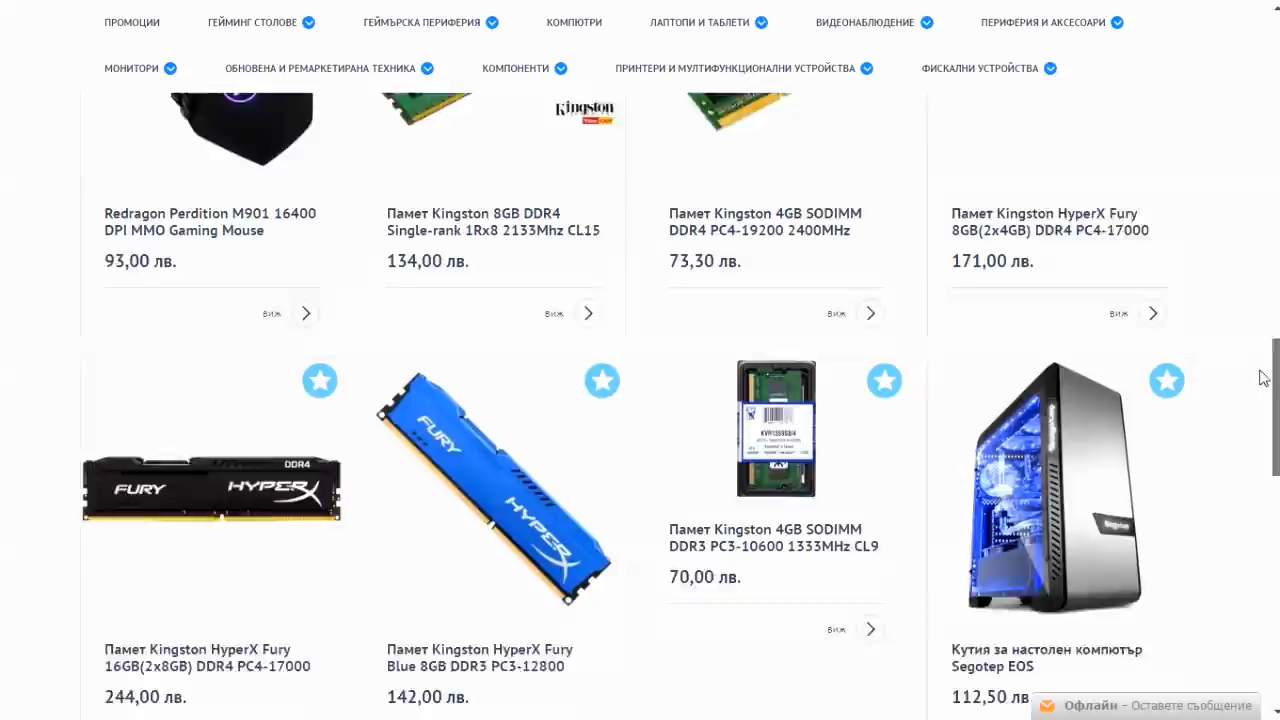 ПРОМОЦИИ ГЕЙМИНГ СТОЛОВЕ ГЕЙМЪРСКА ПЕРИФЕРИЯ КОМПЮТРИ ЛАПТОПИ И ТАБЛЕТИ ВИДЕОНАБЛЮДЕНИЕ ПЕРИФЕРИЯ И АКСЕСОАРИ
МОНИТОРИ ОБНОВЕНА И РЕМАРКЕТИРАНА ТЕХНИКА КОМПОНЕНТИ ПРИНТЕРИ И МУЛТИФУНКЦИОНАЛНИ УСТРОЙСТВА ФИСКАЛНИ УСТРОЙСТВА
Kingston
Redragon Perdition M901 16400
DPI MMO Gaming Mouse
93,00 лв.
виж
Памет Kingston 8GB DDR4
Single-rank 1Rx8 2133Mhz CL15
134,00 лв.
виж
Памет Kingston 4GB SODIMM
DDR4 PC4-19200 2400MHz
73,30 лв.
виж
Памет Kingston HyperX Fury
8GB(2x4GB) DDR4 PC4-17000
171,00 лв.
виж
DDR4
FURY HYPERX
Памет Kingston HyperX Fury
16GB(2x8GB) DDR4 PC4-17000
244,00 лв.
FURY
HYPERX
Памет Kingston HyperX Fury
Blue 8GB DDR3 PC3-12800
142,00 лв.
KVR1333S9/4
Памет Kingston 4GB SODIMM
DDR3 PC3-10600 1333MHz CL9
70,00 лв.
виж
Кутия за настолен компютър
Segotep EOS
112,50 лв
Офлайн – Оставете съобщение